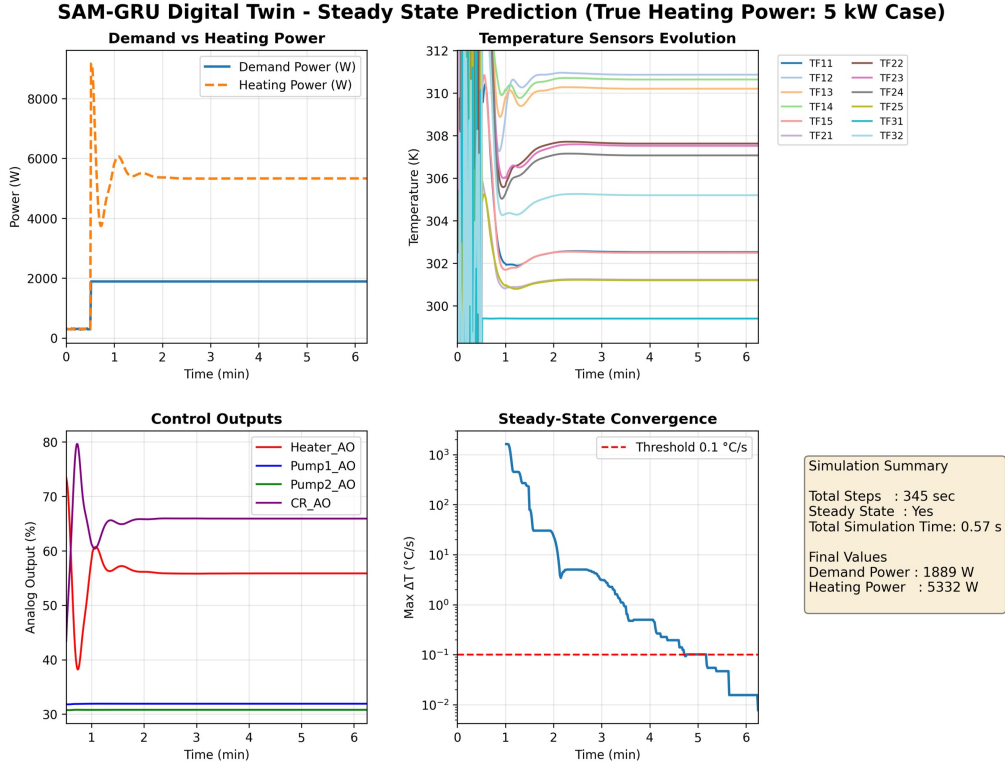 SAM-GRU Digital Twin - Steady State Prediction (True Heating Power: 5 kW Case)
Demand vs Heating Power
Power (W)
8000
6000
4000
2000
0
Demand Power (W)
Heating Power (W)
0 1 2 3 4 5 6
Time (min)
Temperature Sensors Evolution
Temperature (K)
312
310
308
306
304
302
300
0 1 2 3 4 5 6
Time (min)
TF11 TF22
TF12 TF23
TF13 TF24
TF14 TF25
TF15 TF31
TF21 TF32
Control Outputs
Analog Output (%)
80
70
60
50
40
30
Heater_AO
Pump1_AO
Pump2_AO
CR_AO
1 2 3 4 5 6
Time (min)
Steady-State Convergence
Max ΔT (°C/s)
10³
10²
10¹
10⁰
10⁻¹
10⁻²
Threshold 0.1 °C/s
0 1 2 3 4 5 6
Time (min)
Simulation Summary
Total Steps : 345 sec
Steady State : Yes
Total Simulation Time: 0.57 s
Final Values
Demand Power : 1889 W
Heating Power : 5332 W